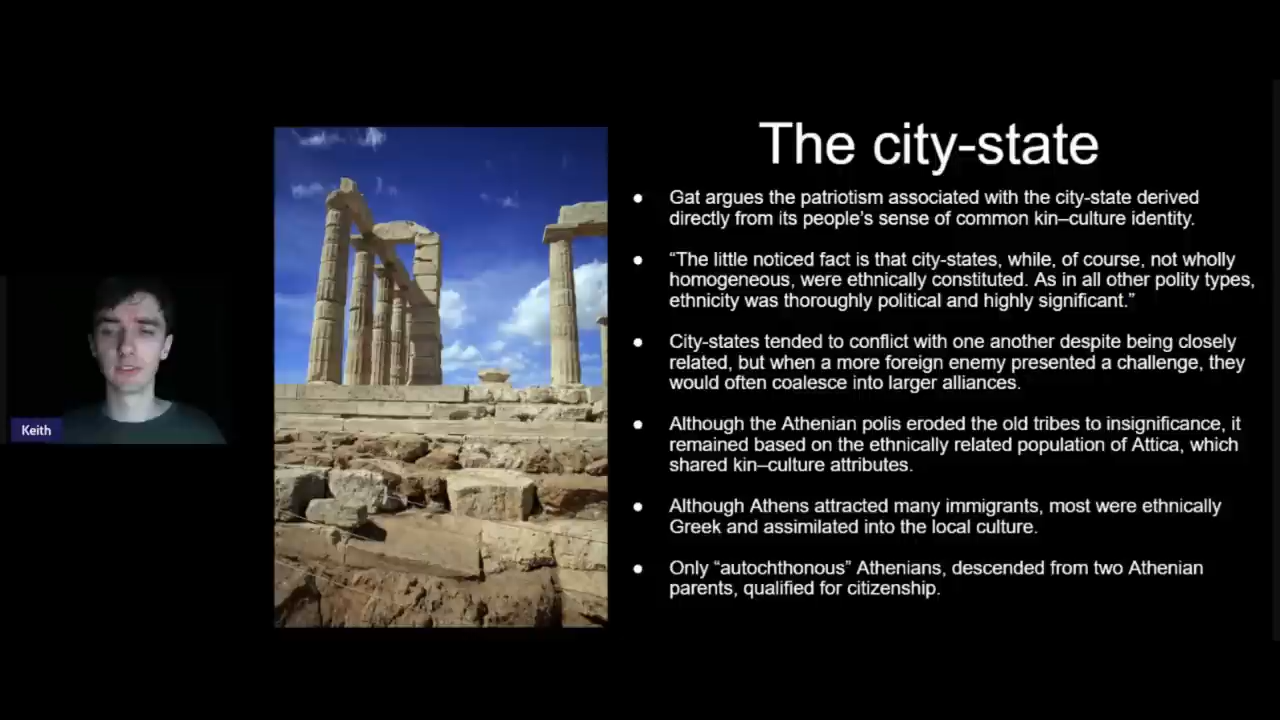 The city-state
● Gat argues the patriotism associated with the city-state derived
directly from its people's sense of common kin–culture identity.
● “The little noticed fact is that city-states, while, of course, not wholly
homogeneous, were ethnically constituted. As in all other polity types,
ethnicity was thoroughly political and highly significant.”
● City-states tended to conflict with one another despite being closely
related, but when a more foreign enemy presented a challenge, they
would often coalesce into larger alliances.
● Although the Athenian polis eroded the old tribes to insignificance, it
remained based on the ethnically related population of Attica, which
shared kin–culture attributes.
● Although Athens attracted many immigrants, most were ethnically
Greek and assimilated into the local culture.
● Only “autochthonous” Athenians, descended from two Athenian
parents, qualified for citizenship.
Keith